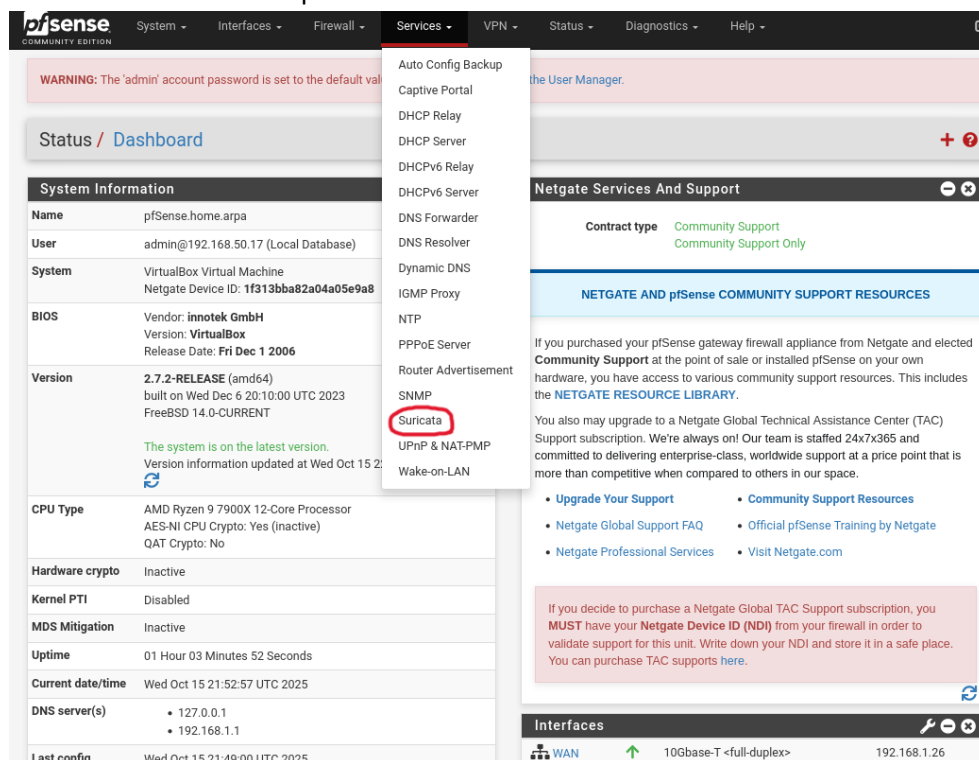 pfsense
COMMUNITY EDITION
System Interfaces Firewall Services VPN Status Diagnostics Help
Auto Config Backup
Captive Portal
DHCP Relay
DHCP Server
DHCPv6 Relay
DHCPv6 Server
DNS Forwarder
DNS Resolver
Dynamic DNS
IGMP Proxy
NTP
PPPoE Server
Router Advertisement
SNMP
Suricata
UPnP & NAT-PMP
Wake-on-LAN
WARNING: The 'admin' account password is set to the default the User Manager.
Status / Dashboard
System Information
Name pfSense.home.arpa
User admin@192.168.50.17 (Local Database)
System VirtualBox Virtual Machine
Netgate Device ID: 1f313bba82a04a05e9a8
BIOS Vendor: innotek GmbH
Version: VirtualBox
Release Date: Fri Dec 1 2006
Version 2.7.2-RELEASE (amd64)
built on Wed Dec 6 20:10:00 UTC 2023
FreeBSD 14.0-CURRENT
The system is on the latest version.
Version information updated at Wed Oct 15
CPU Type AMD Ryzen 9 7900X 12-Core Processor
AES-NI CPU Crypto: Yes (inactive)
QAT Crypto: No
Hardware crypto Inactive
Kernel PTI Disabled
MDS Mitigation Inactive
Uptime 01 Hour 03 Minutes 52 Seconds
Current date/time Wed Oct 15 21:52:57 UTC 2025
DNS server(s) • 127.0.0.1
• 192.168.1.1
Last config Wed Oct 15 21:49:00 UTC 2025
Netgate Services And Support
Contract type Community Support
Community Support Only
NETGATE AND pfSense COMMUNITY SUPPORT RESOURCES
If you purchased your pfSense gateway firewall appliance from Netgate and elected
Community Support at the point of sale or installed pfSense on your own
hardware, you have access to various community support resources. This includes
the NETGATE RESOURCE LIBRARY.
You also may upgrade to a Netgate Global Technical Assistance Center (TAC)
Support subscription. We're always on! Our team is staffed 24x7x365 and
committed to delivering enterprise-class, worldwide support at a price point that is
more than competitive when compared to others in our space.
• Upgrade Your Support • Community Support Resources
• Netgate Global Support FAQ • Official pfSense Training by Netgate
• Netgate Professional Services • Visit Netgate.com
If you decide to purchase a Netgate Global TAC Support subscription, you
MUST have your Netgate Device ID (NDI) from your firewall in order to
validate support for this unit. Write down your NDI and store it in a safe place.
You can purchase TAC supports here.
Interfaces
WAN 10Gbase-T <full-duplex> 192.168.1.26